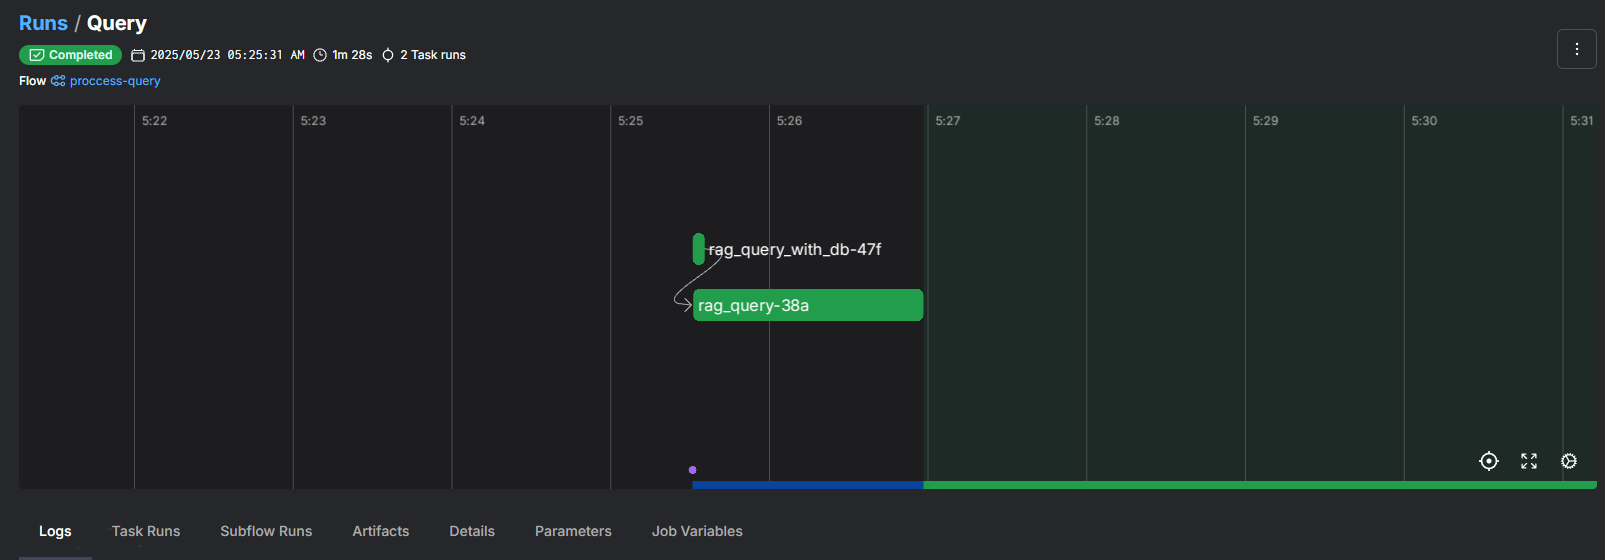 Runs / Query
Completed 2025/05/23 05:25:31 AM 1m 28s 2 Task runs
Flow proccess-query
5:22 5:23 5:24 5:25 5:26 5:27 5:28 5:29 5:30 5:31
rag_query_with_db-47f
rag_query-38a
Logs Task Runs Subflow Runs Artifacts Details Parameters Job Variables